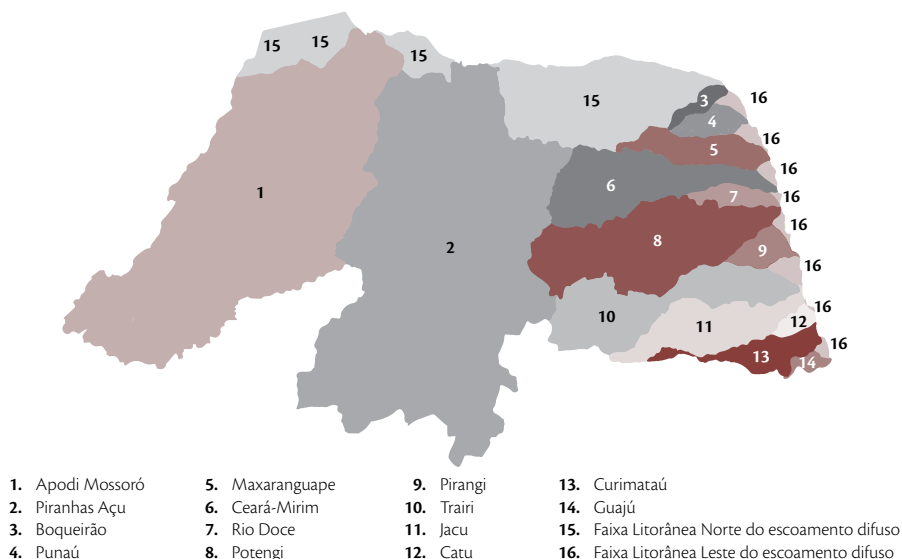 15
15
15
15
3
16
4
16
5
16
6
7
16
1
16
8
9
2
16
10
16
11
12
13
16
14
1. Apodi Mossoró
2. Piranhas Açu
3. Boqueirão
4. Punaú
5. Maxaranguape
6. Ceará-Mirim
7. Rio Doce
8. Potengi
9. Pirangi
10. Trairi
11. Jacu
12. Catu
13. Curimataú
14. Guajú
15. Faixa Litorânea Norte do escoamento difuso
16. Faixa Litorânea Leste do escoamento difuso